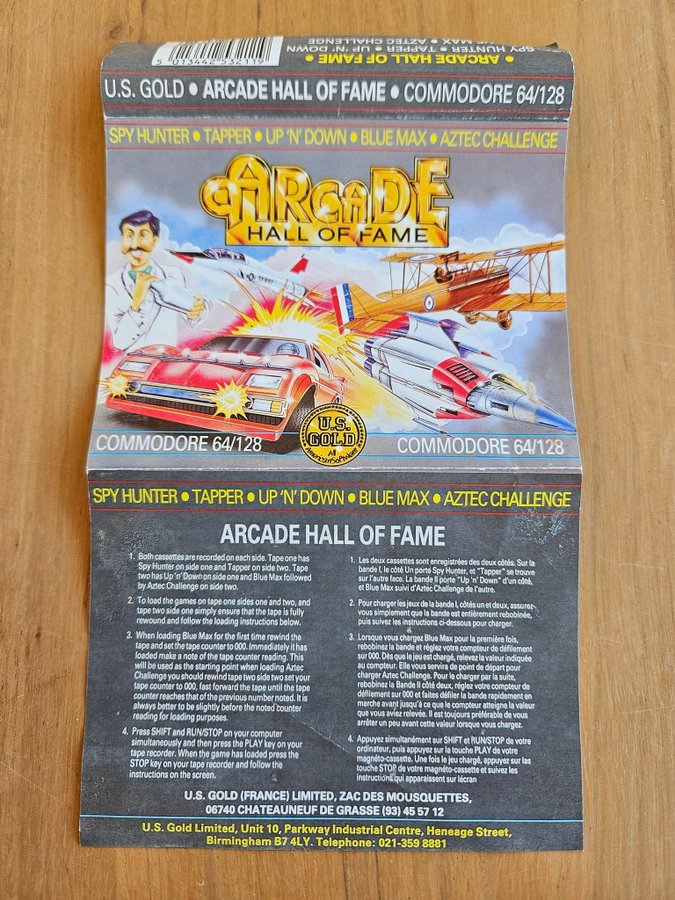 • ARCADE HALL OF FAME •
SPY HUNTER • TAPPER • UP 'N' DOWN
MAX • AZTEC CHALLENGE
5 013442 532119
U.S. GOLD • ARCADE HALL OF FAME • COMMODORE 64/128
SPY HUNTER • TAPPER • UP 'N' DOWN • BLUE MAX • AZTEC CHALLENGE
ARCADE
HALL OF FAME
U.S.
GOLD
All
American Software
COMMODORE 64/128
COMMODORE 64/128
SPY HUNTER • TAPPER • UP 'N' DOWN • BLUE MAX • AZTEC CHALLENGE
ARCADE HALL OF FAME
1. Both cassettes are recorded on each side. Tape one has
Spy Hunter on side one and Tapper on side two. Tape
two has Up 'n' Down on side one and Blue Max followed
by Aztec Challenge on side two.
2. To load the games on tape one sides one and two, and
tape two side one simply ensure that the tape is fully
rewound and follow the loading instructions below.
3. When loading Blue Max for the first time rewind the
tape and set the tape counter to 000. Immediately it has
loaded make a note of the tape counter reading. This
will be used as the starting point when loading Aztec
Challenge you should rewind tape two side two set your
tape counter to 000, fast forward the tape until the tape
counter reaches that of the previous number noted. It is
always better to be slightly before the noted counter
reading for loading purposes.
4. Press SHIFT and RUN/STOP on your computer
simultaneously and then press the PLAY key on your
tape recorder. When the game has loaded press the
STOP key on your tape recorder and follow the
instructions on the screen.
1. Les deux cassettes sont enregistrées des deux côtés. Sur la
bande I, le côté Un porte Spy Hunter, et "Tapper" se trouve
sur l'autre face. La bande II porte "Up 'n' Down" d'un côté,
et Blue Max suivi d'Aztec Challenge de l'autre.
2. Pour charger les jeux de la bande I, côtés un et deux, assurez
vous simplement que la bande est entièrement rebobinée,
puis suivez les instructions ci-dessous pour charger.
3. Lorsque vous chargez Blue Max pour la première fois,
rebobinez la bande et réglez votre compteur de défilement
sur 000. Dès que le jeu est chargé, relevez la valeur indiquée
au compteur. Elle vous servira de point de départ pour
charger Aztec Challenge. Pour le charger par la suite,
rebobinez la Bande II côté deux, réglez votre compteur de
défilement sur 000 et faites défiler la bande rapidement en
marche avant jusqu'à ce que le compteur atteigne la valeur
que vous aviez relevée. Il est toujours préférable de vous
arrêter un peu avant cette valeur lorsque vous chargez.
4. Appuyez simultanément sur SHIFT et RUN/STOP de votre
ordinateur, puis appuyez sur la touche PLAY de votre
magnéto-cassette. Une fois le jeu chargé, appuyez sur las
touche STOP de votre magnéto-cassette et suivez les
instructions qui apparaissent sur lécran
U.S. GOLD (FRANCE) LIMITED, ZAC DES MOUSQUETTES,
06740 CHATEAUNEUF DE GRASSE (93) 45 57 12
U.S. Gold Limited, Unit 10, Parkway Industrial Centre, Heneage Street,
Birmingham B7 4LY. Telephone: 021-359 8881